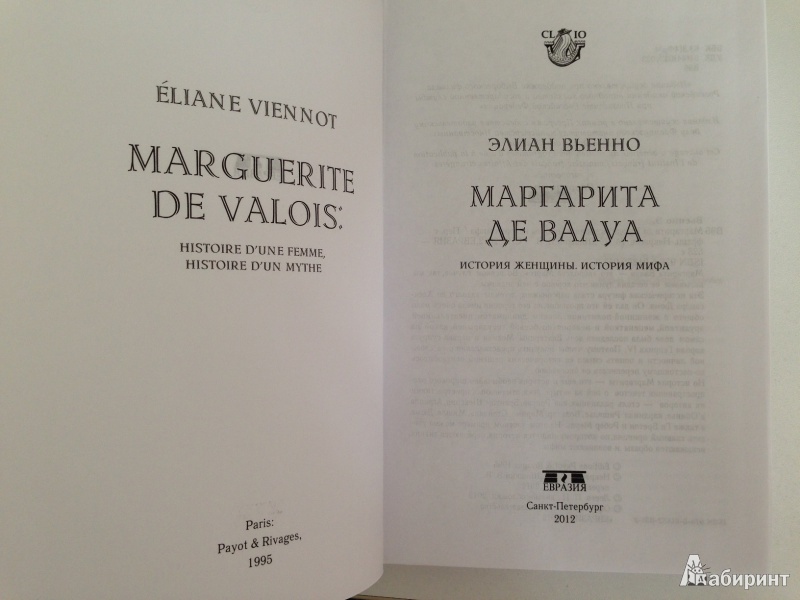 ÉLIANE VIENNOT
MARGUERITE
DE VALOIS:
HISTOIRE D'UNE FEMME,
HISTOIRE D'UN MYTHE
Paris:
Payot & Rivages,
1995
CLIO
ЭЛИАН ВЬЕННО
МАРГАРИТА
ДЕ ВАЛУА
ИСТОРИЯ ЖЕНЩИНЫ. ИСТОРИЯ МИФА
ЕВРАЗИЯ
Санкт-Петербург
2012
Лабиринт